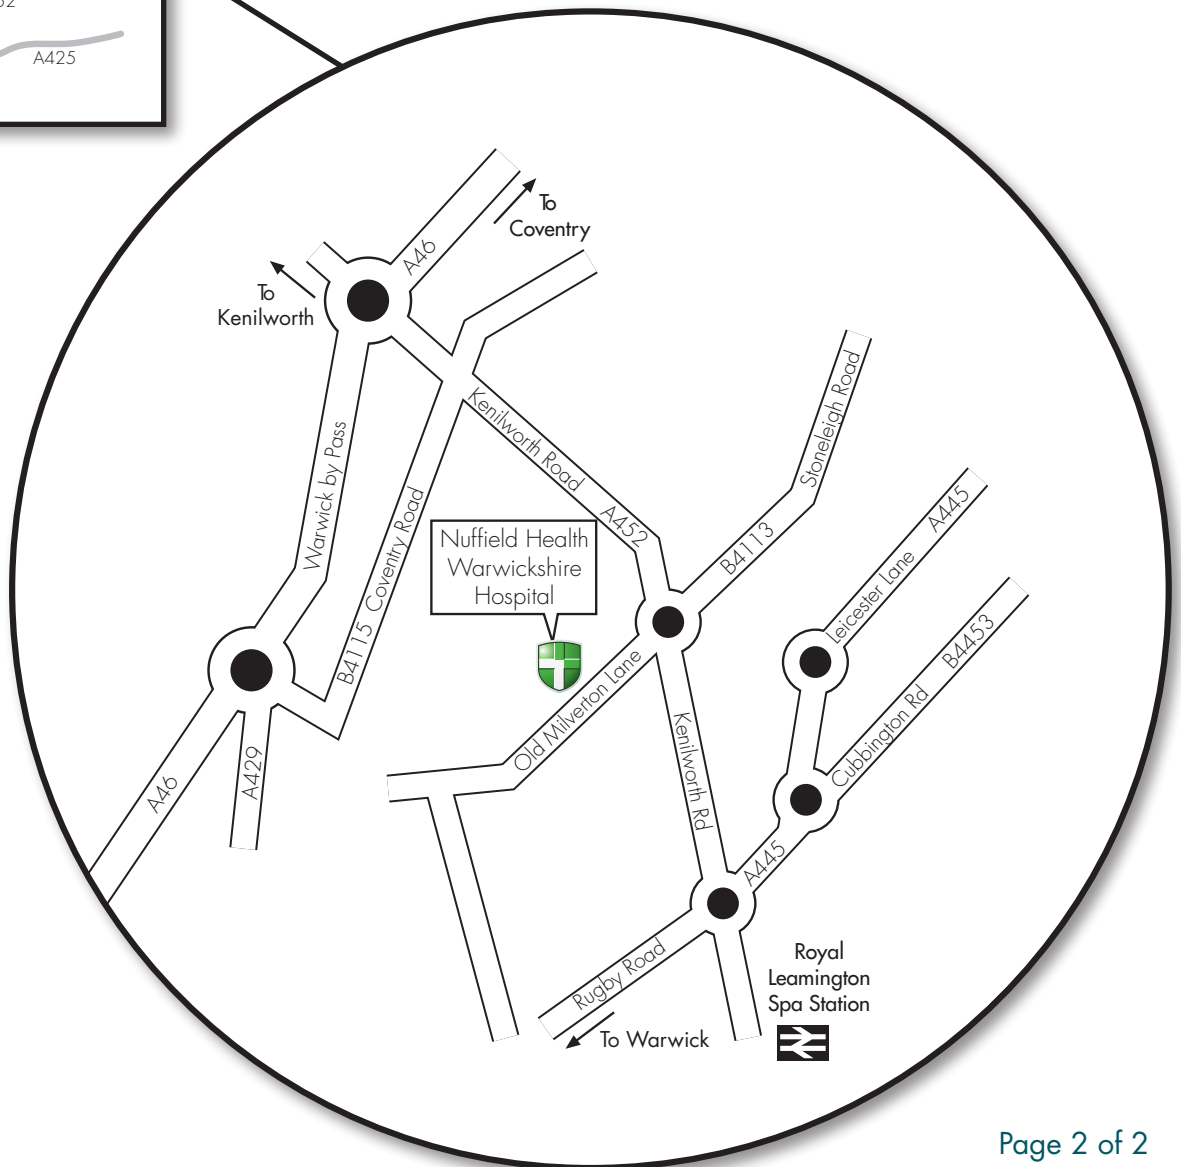 A425
To
Coventry
A46
To
Kenilworth
Warwick by Pass
B4115 Coventry Road
Kenilworth Road
A452
Stoneleigh Road
B4113
A445
Leicester Lane
B4453
Cubbington Rd
Nuffield Health
Warwickshire
Hospital
Old Milverton Lane
Kenilworth Rd
A46
A429
A445
Rugby Road
To Warwick
Royal
Leamington
Spa Station
Page 2 of 2